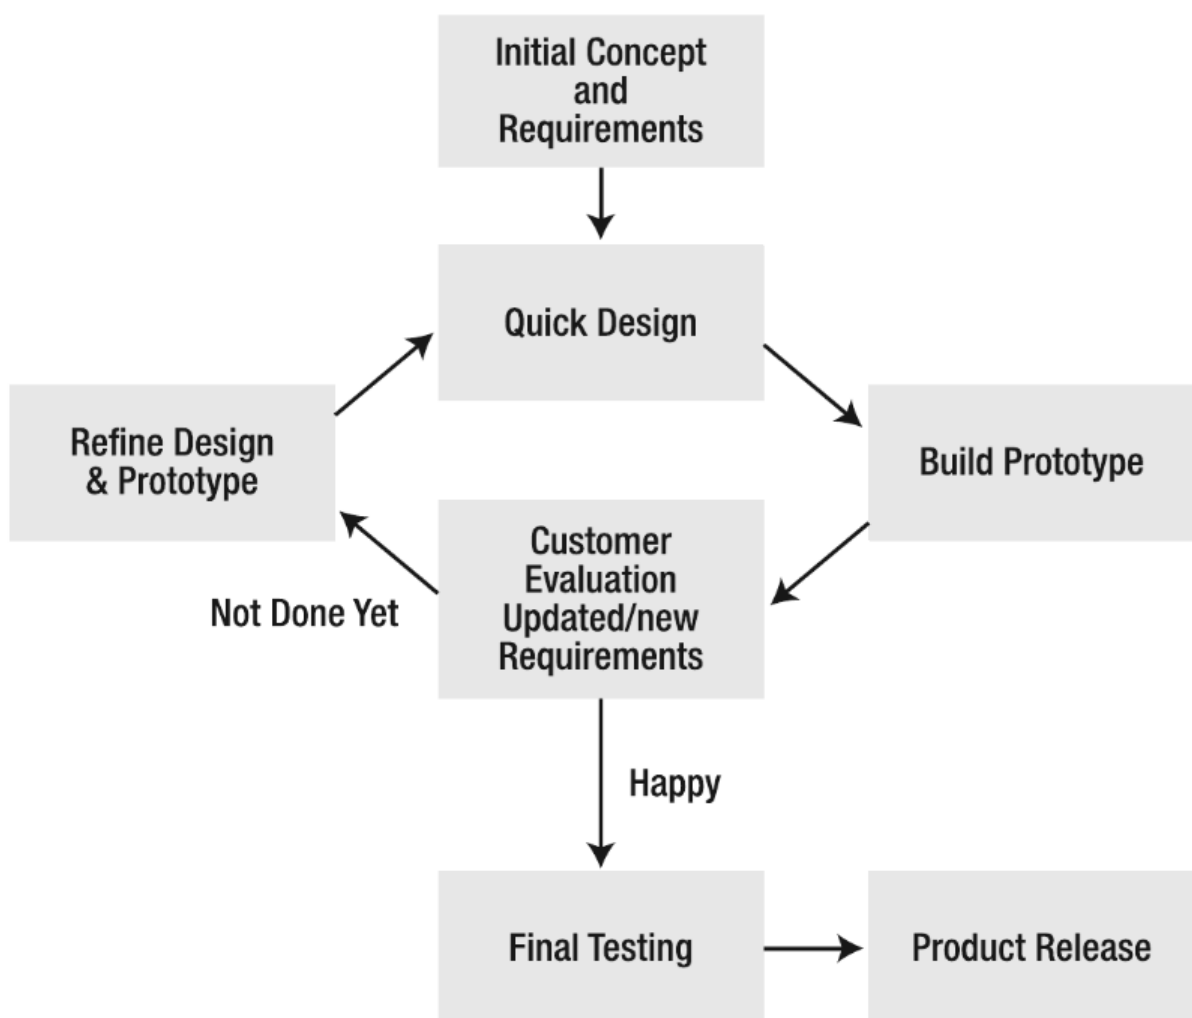 Initial Concept
and
Requirements
Quick Design
Refine Design
& Prototype
Build Prototype
Customer
Evaluation
Updated/new
Requirements
Not Done Yet
Happy
Final Testing
Product Release